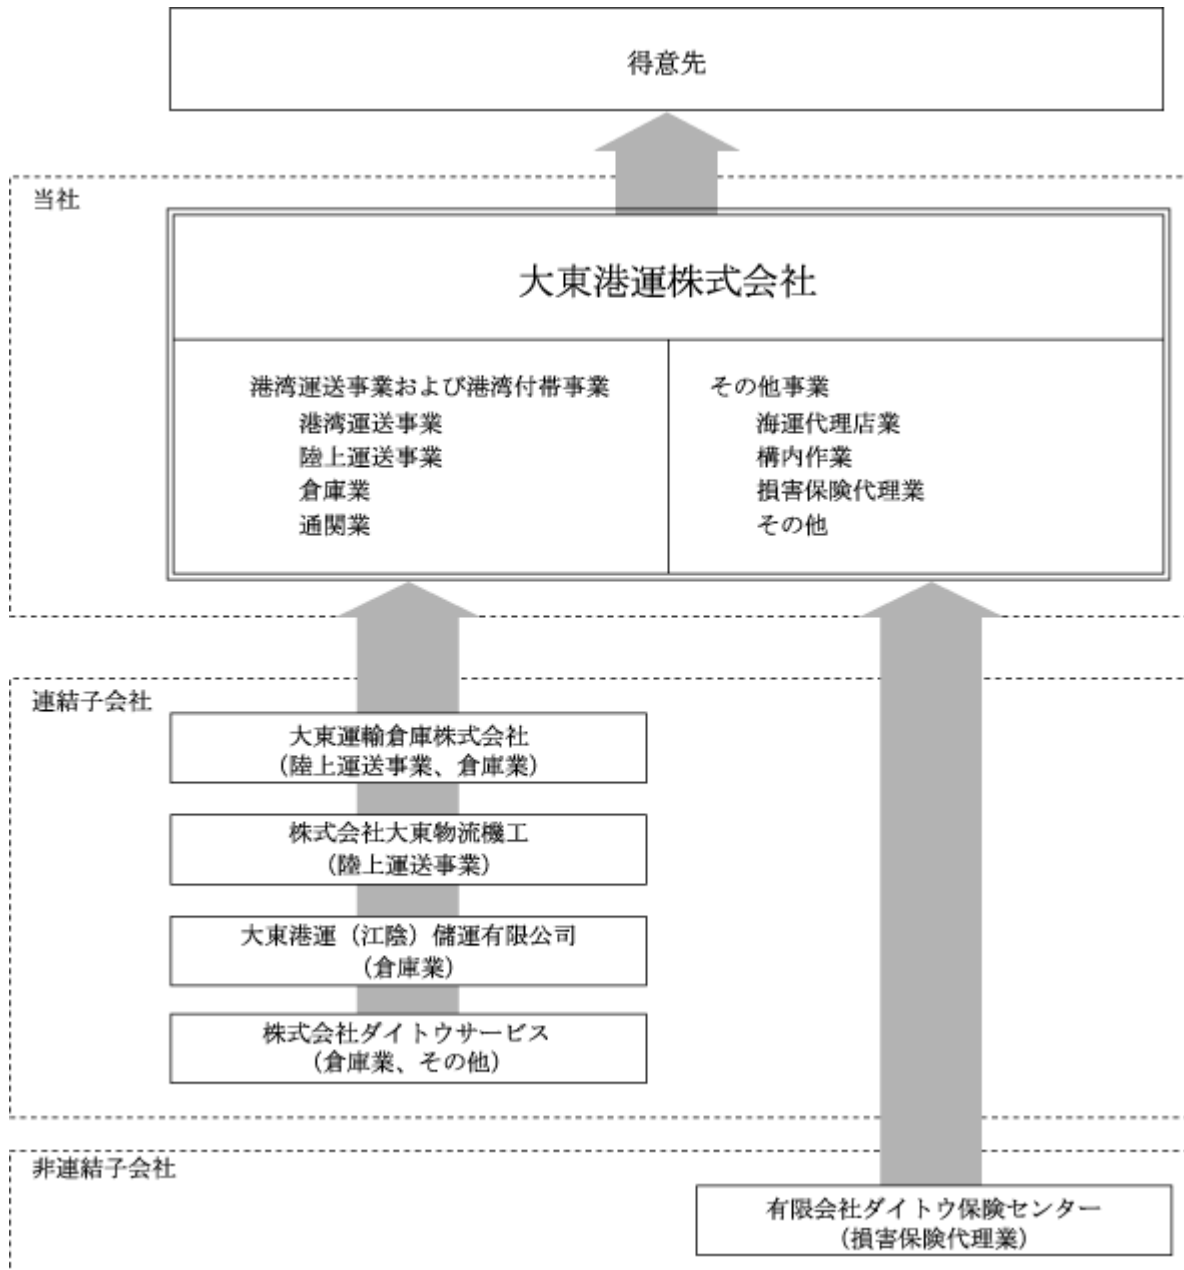 得意先
当社
大東港運株式会社
港湾運送事業および港湾付帯事業
港湾運送事業
陸上運送事業
倉庫業
通関業
その他事業
海運代理店業
構内作業
損害保険代理業
その他
連結子会社
大東運輸倉庫株式会社
(陸上運送事業、倉庫業)
株式会社大東物流機工
(陸上運送事業)
大東港運（江陰）儲運有限公司
(倉庫業)
株式会社ダイトウサービス
(倉庫業、その他)
非連結子会社
有限会社ダイトウ保険センター
(損害保険代理業)